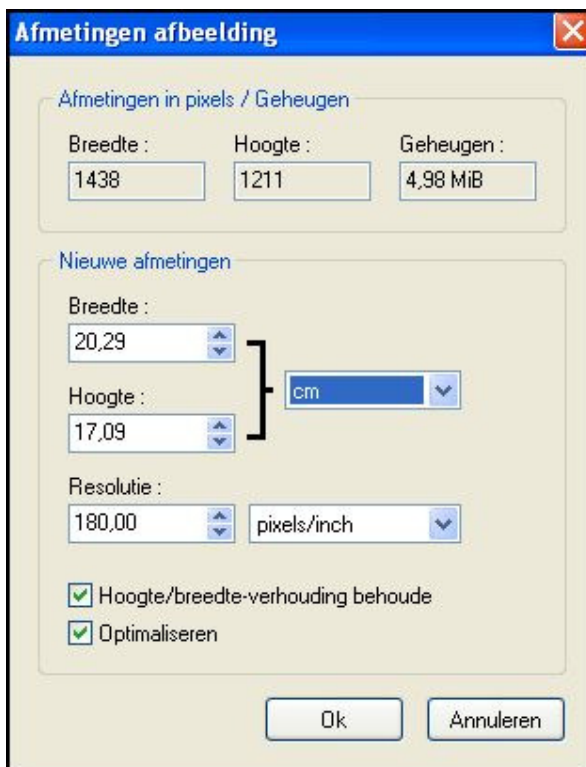 Afmetingen afbeelding
Afmetingen in pixels / Geheugen
Breedte : Hoogte : Geheugen :
1438 1211 4,98 MiB
Nieuwe afmetingen
Breedte :
20,29
cm
Hoogte :
17,09
Resolutie :
180,00 pixels/inch
Hoogte/breedte-verhouding behoude
Optimaliseren
Ok Annuleren